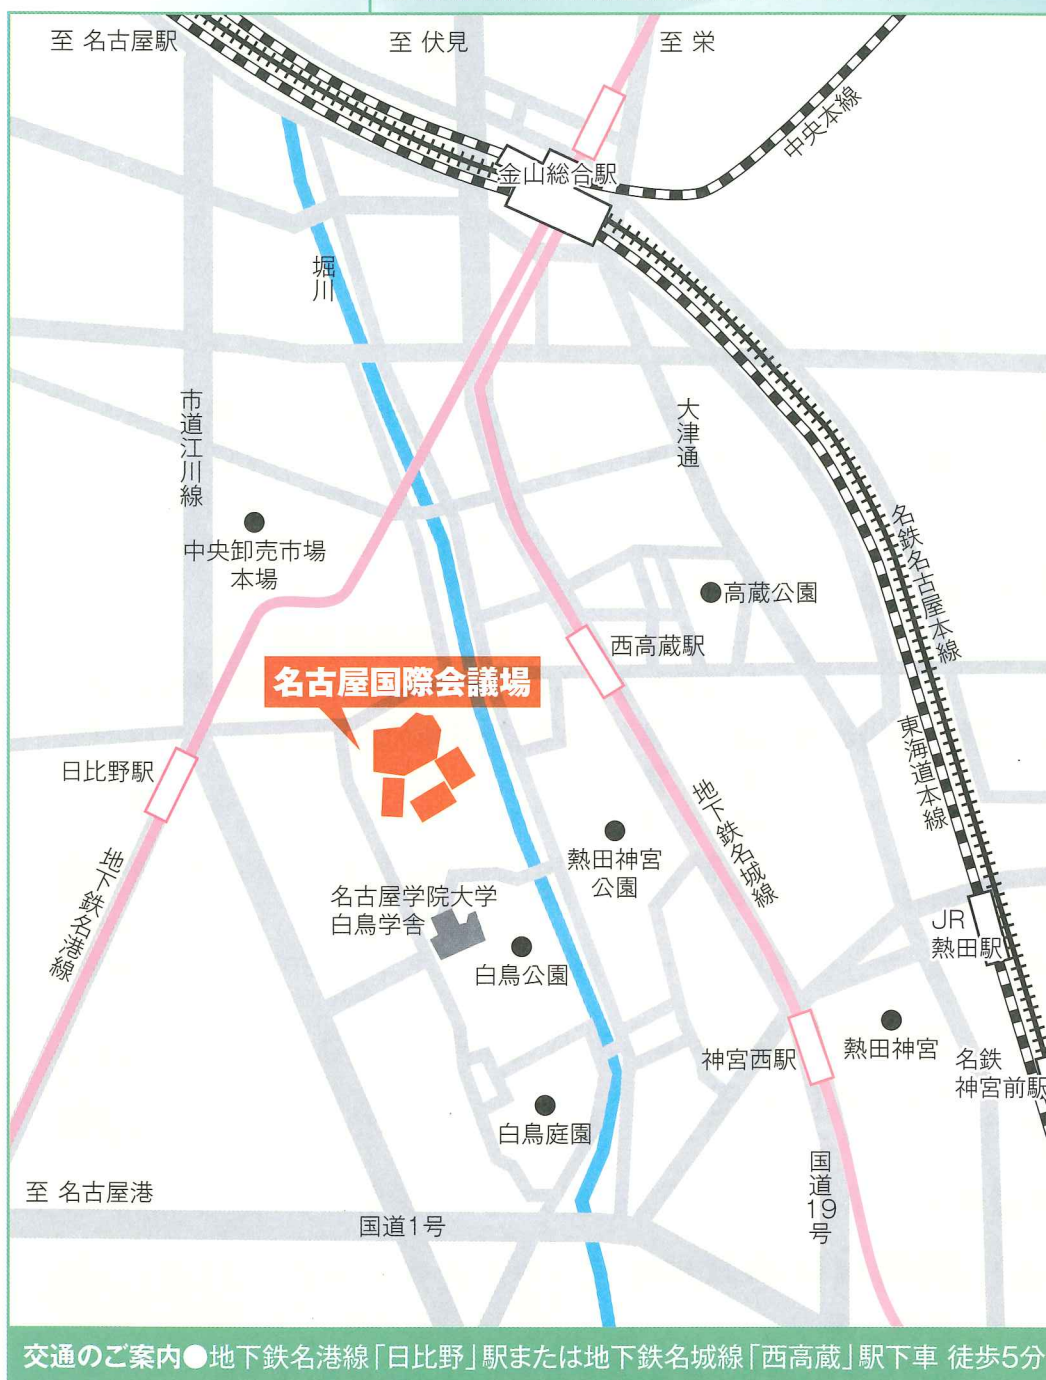 至 名古屋駅
至 伏見
至 栄
中央本線
金山総合駅
堀川
市道江川線
大津通
中央卸売市場
本場
名鉄名古屋本線
高蔵公園
西高蔵駅
名古屋国際会議場
東海道本線
日比野駅
地下鉄名城線
熱田神宮
公園
地下鉄名港線
名古屋学院大学
白鳥学舎
JR
熱田駅
白鳥公園
神宮西駅
熱田神宮
名鉄
神宮前駅
白鳥庭園
国道19号
至 名古屋港
国道1号
交通のご案内●地下鉄名港線「日比野」駅または地下鉄名城線「西高蔵」駅下車 徒歩5分